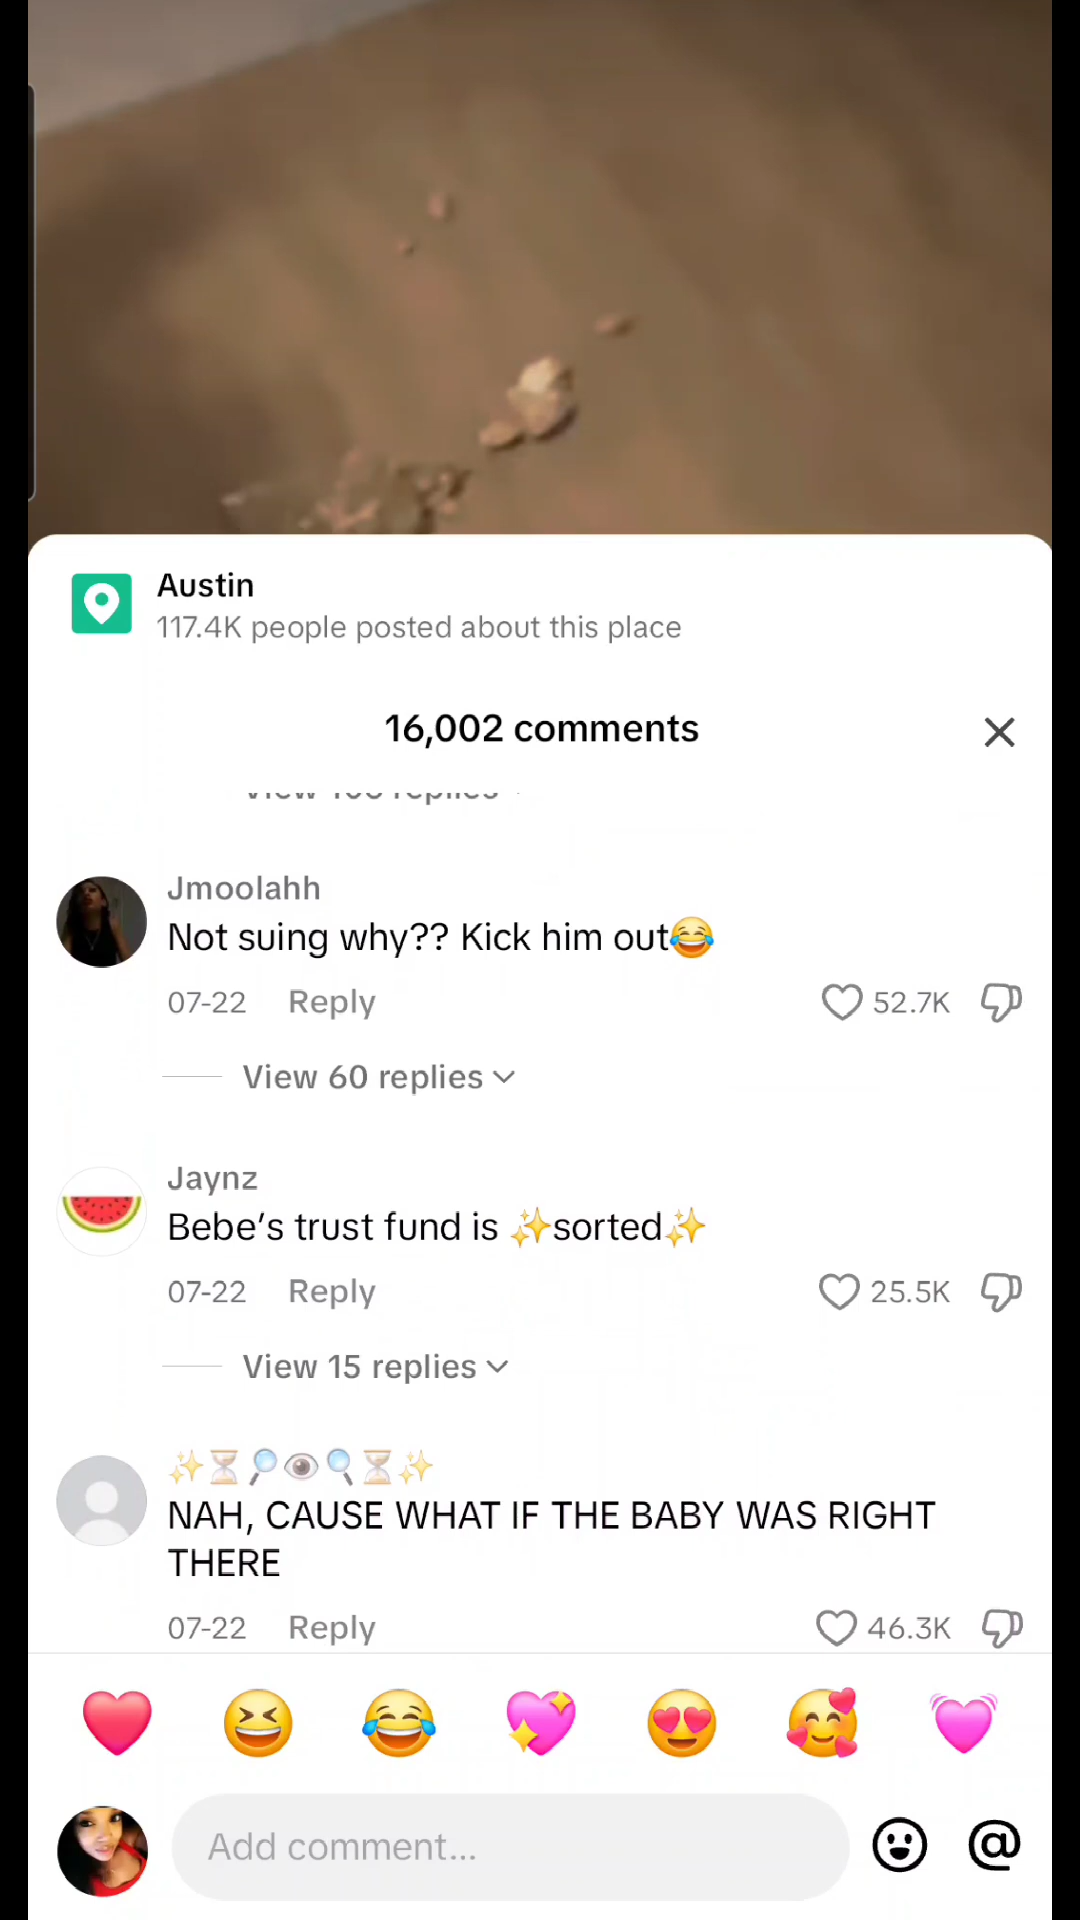 Austin
117.4K people posted about this place
16,002 comments
Jmoolahh
Not suing why?? Kick him out😂
07-22 Reply 52.7K
View 60 replies
Jaynz
Bebe’s trust fund is ✨sorted✨
07-22 Reply 25.5K
View 15 replies
✨⏳🔎👁️🔍⏳✨
NAH, CAUSE WHAT IF THE BABY WAS RIGHT
THERE
07-22 Reply 46.3K
Add comment...
@